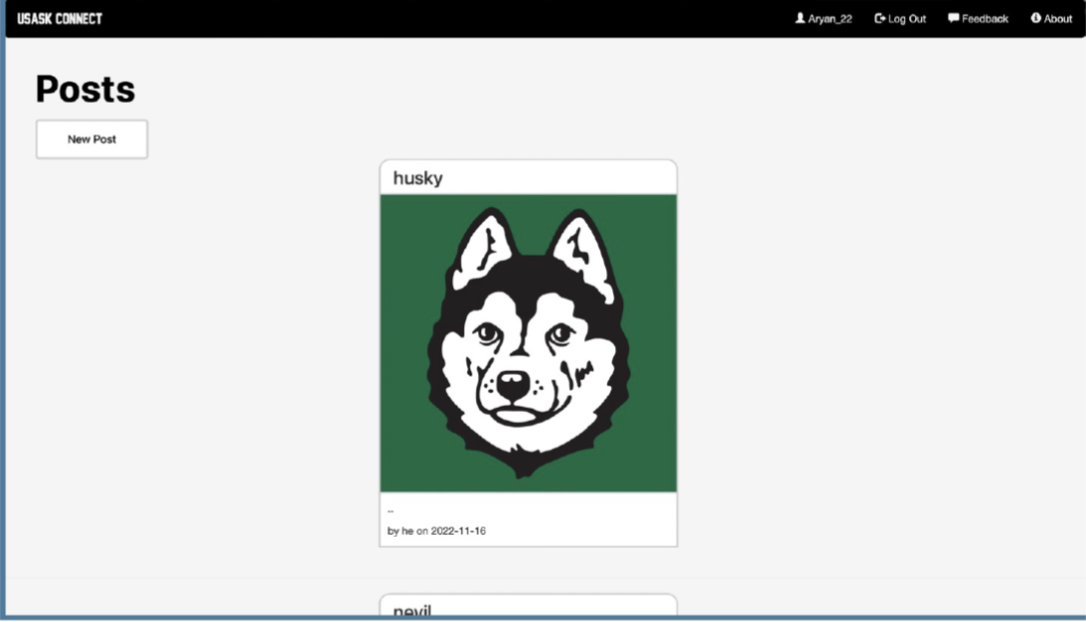 USASK CONNECT
Aryan_22 Log Out Feedback About
Posts
New Post
husky
..
by he on 2022-11-16
nevil